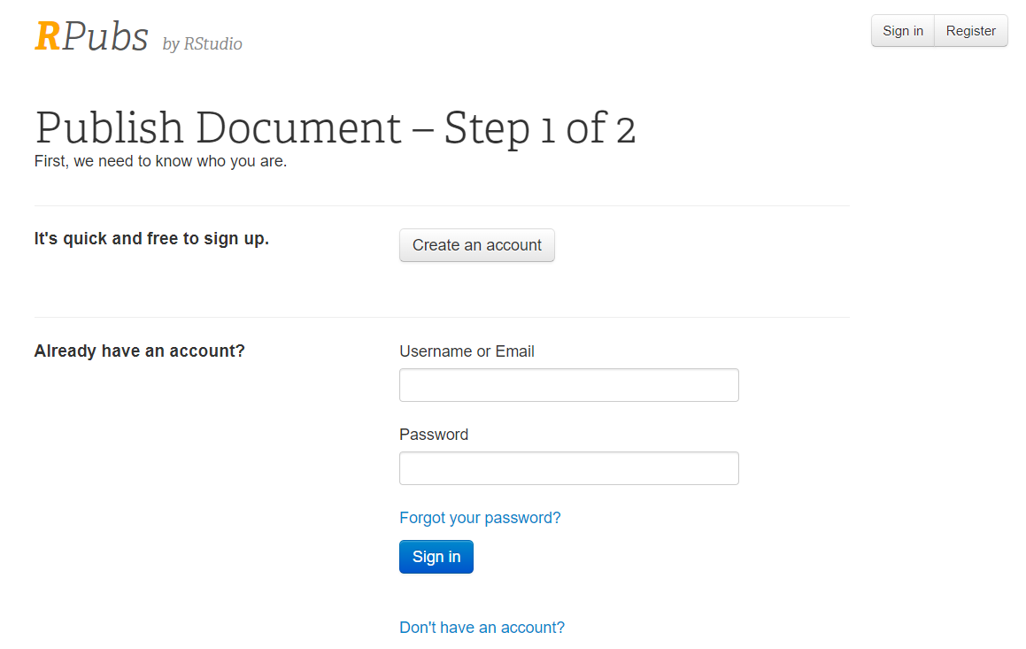 RPubs by RStudio
Sign in Register
Publish Document – Step 1 of 2
First, we need to know who you are.
It's quick and free to sign up.
Create an account
Already have an account?
Username or Email
Password
Forgot your password?
Sign in
Don't have an account?